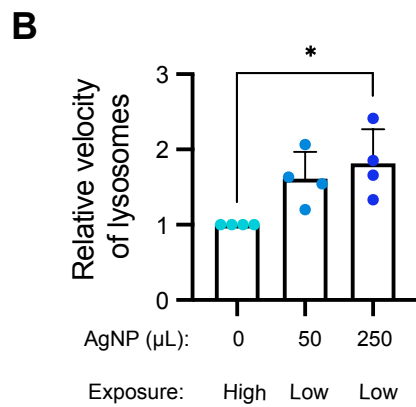 B
*
Relative velocity
of lysosomes
3
2
1
0
AgNP (µL): 0 50 250
Exposure: High Low Low